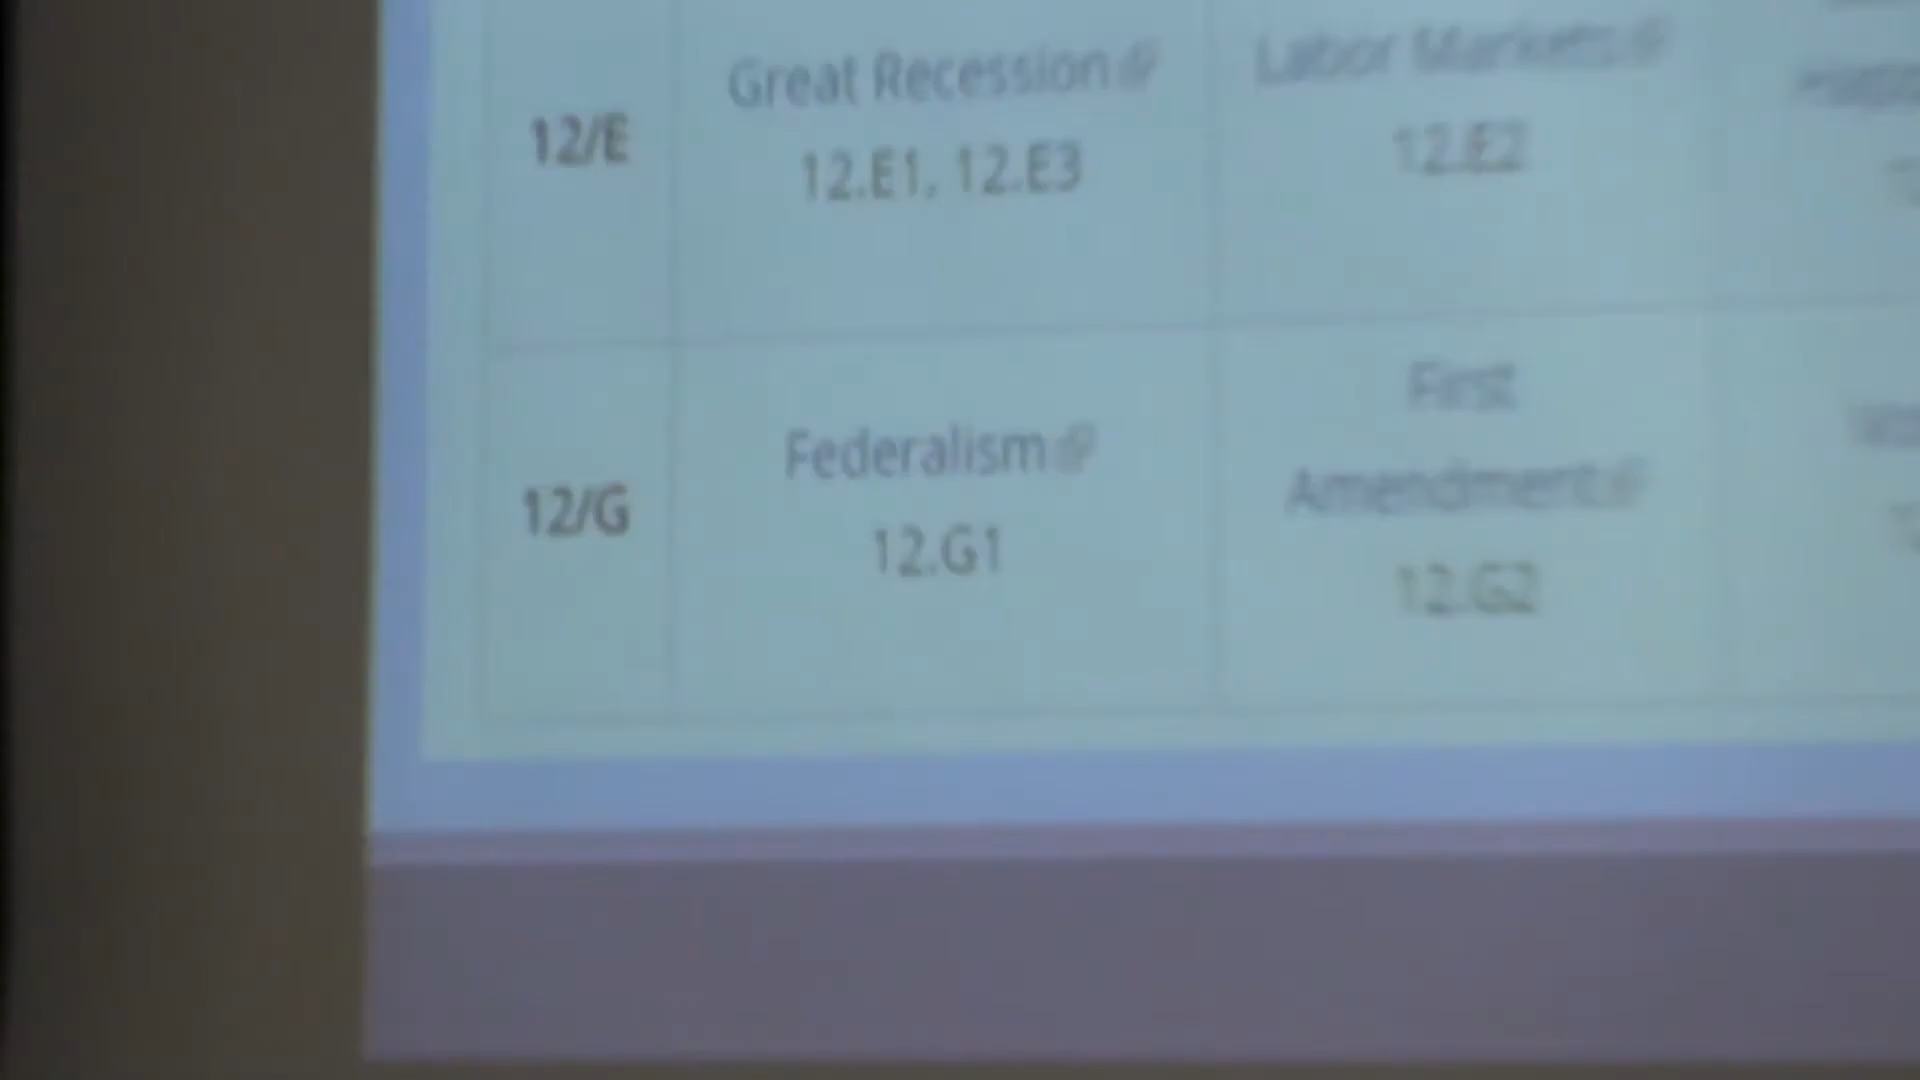 12/E
Great Recession
12.E1, 12.E3
Labor Markets
12.E2
12/G
Federalism
12.G1
First
Amendment
12.G2